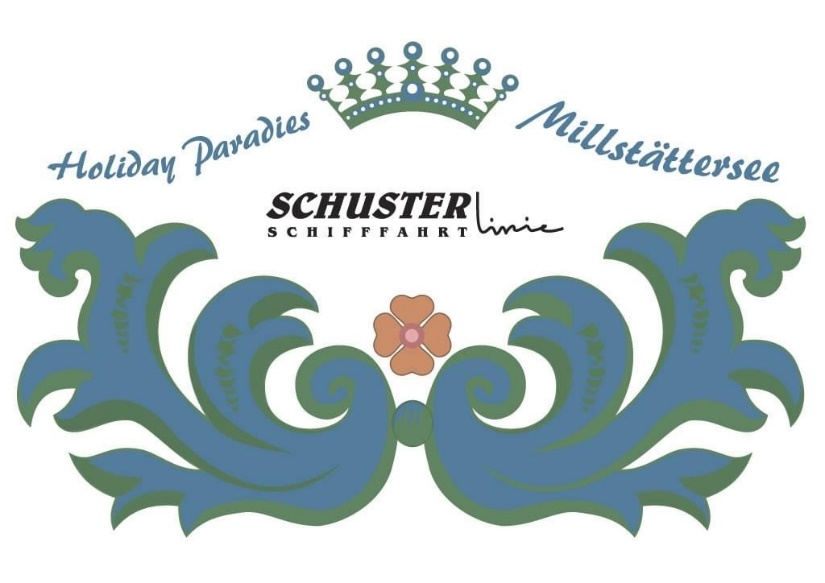 Holiday Paradies Millstättersee
SCHUSTER linie
SCHIFFFAHRT